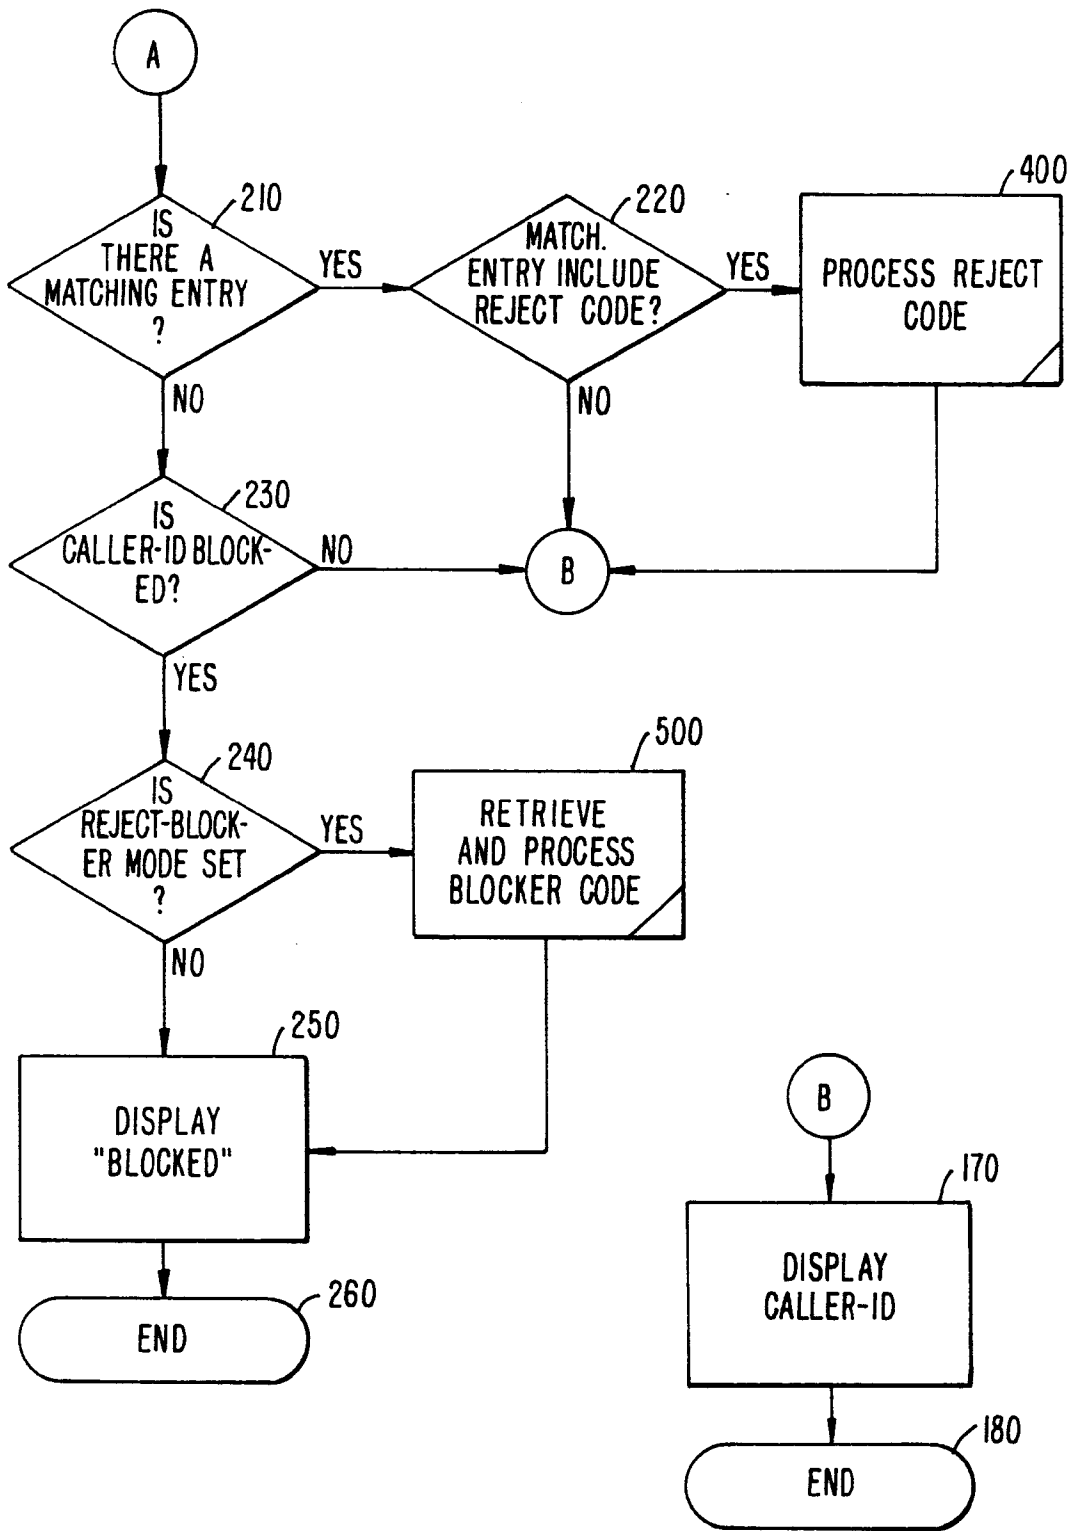 A
210
IS
THERE A
MATCHING ENTRY
?
YES
NO
220
MATCH.
ENTRY INCLUDE
REJECT CODE?
YES
NO
400
PROCESS REJECT
CODE
230
IS
CALLER-ID BLOCK-
ED?
NO
YES
B
240
IS
REJECT-BLOCK-
ER MODE SET
?
YES
NO
500
RETRIEVE
AND PROCESS
BLOCKER CODE
250
DISPLAY
"BLOCKED"
260
END
B
170
DISPLAY
CALLER-ID
180
END